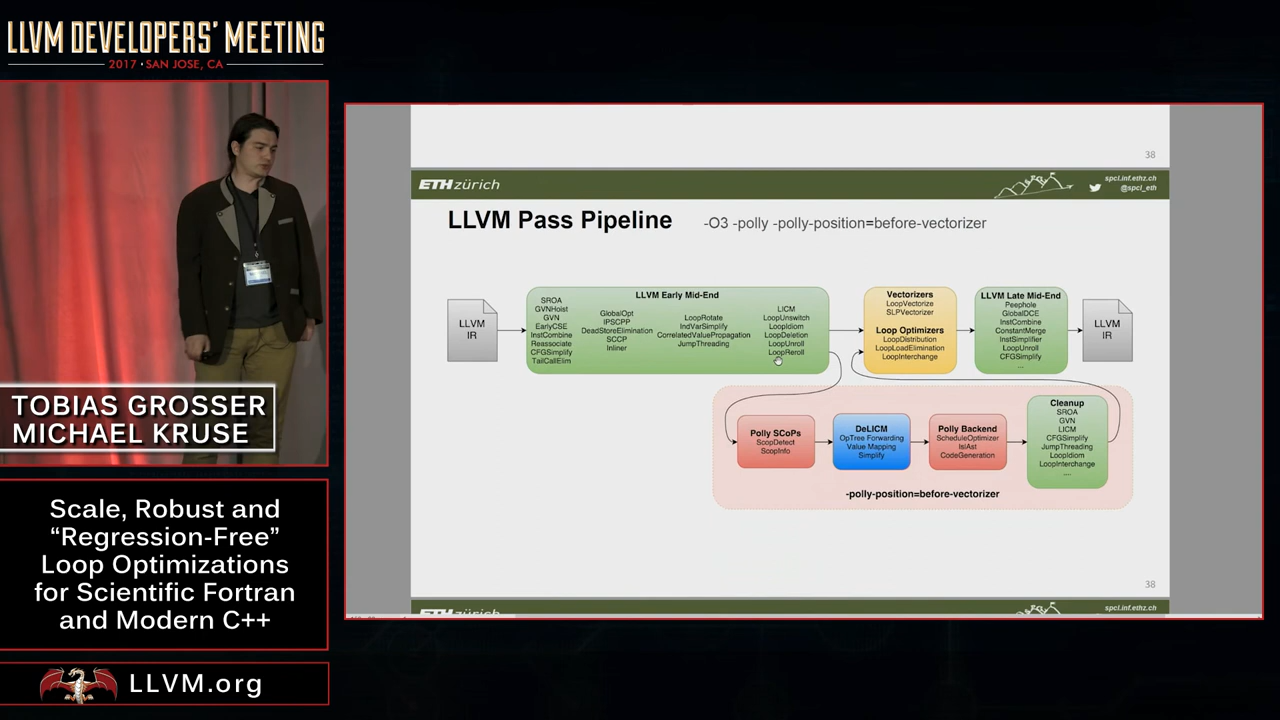 LLVM DEVELOPERS' MEETING
2017 · SAN JOSE, CA
TOBIAS GROSSER
MICHAEL KRUSE
Scale, Robust and
“Regression-Free”
Loop Optimizations
for Scientific Fortran
and Modern C++
LLVM.org
38
ETH zürich
spcl.inf.ethz.ch
@spcl_eth
LLVM Pass Pipeline
-O3 -polly -polly-position=before-vectorizer
LLVM
IR
LLVM Early Mid-End
SROA
GVNHoist
GVN
EarlyCSE
InstCombine
Reassociate
CFGSimplify
TailCallElim
GlobalOpt
IPSCPP
DeadStoreElimination
SCCP
Inliner
LoopRotate
IndVarSimplify
CorrelatedValuePropagation
JumpThreading
LICM
LoopUnswitch
LoopIdiom
LoopDeletion
LoopUnroll
LoopReroll
Vectorizers
LoopVectorize
SLPVectorizer
Loop Optimizers
LoopDistribution
LoopLoadElimination
LoopInterchange
LLVM Late Mid-End
Peephole
GlobalDCE
InstCombine
ConstantMerge
InstSimplifier
LoopUnroll
CFGSimplify
...
LLVM
IR
Polly SCoPs
ScopDetect
ScopInfo
DeLICM
OpTree Forwarding
Value Mapping
Simplify
Polly Backend
ScheduleOptimizer
IslAst
CodeGeneration
Cleanup
SROA
GVN
LICM
CFGSimplify
JumpThreading
LoopIdiom
LoopInterchange
....
-polly-position=before-vectorizer
38
ETH zürich
spcl.inf.ethz.ch